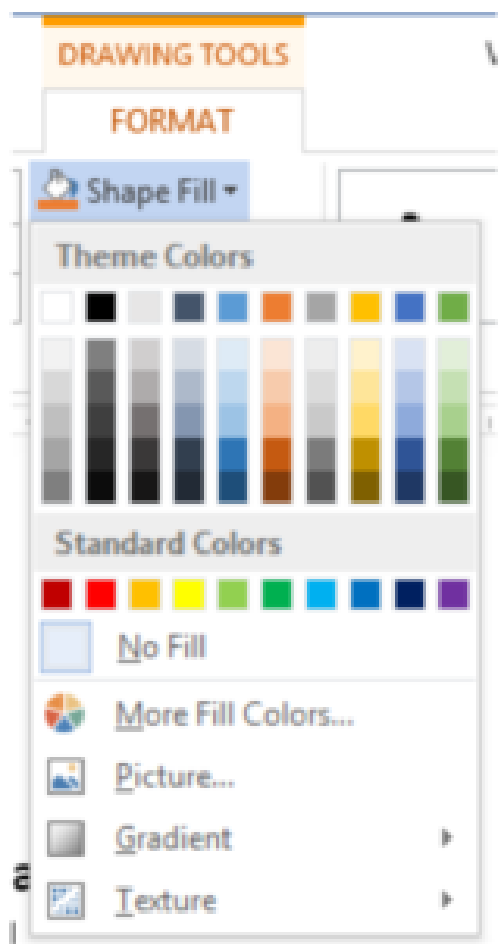 DRAWING TOOLS
FORMAT
Shape Fill
Theme Colors
Standard Colors
No Fill
More Fill Colors...
Picture...
Gradient
Texture
a